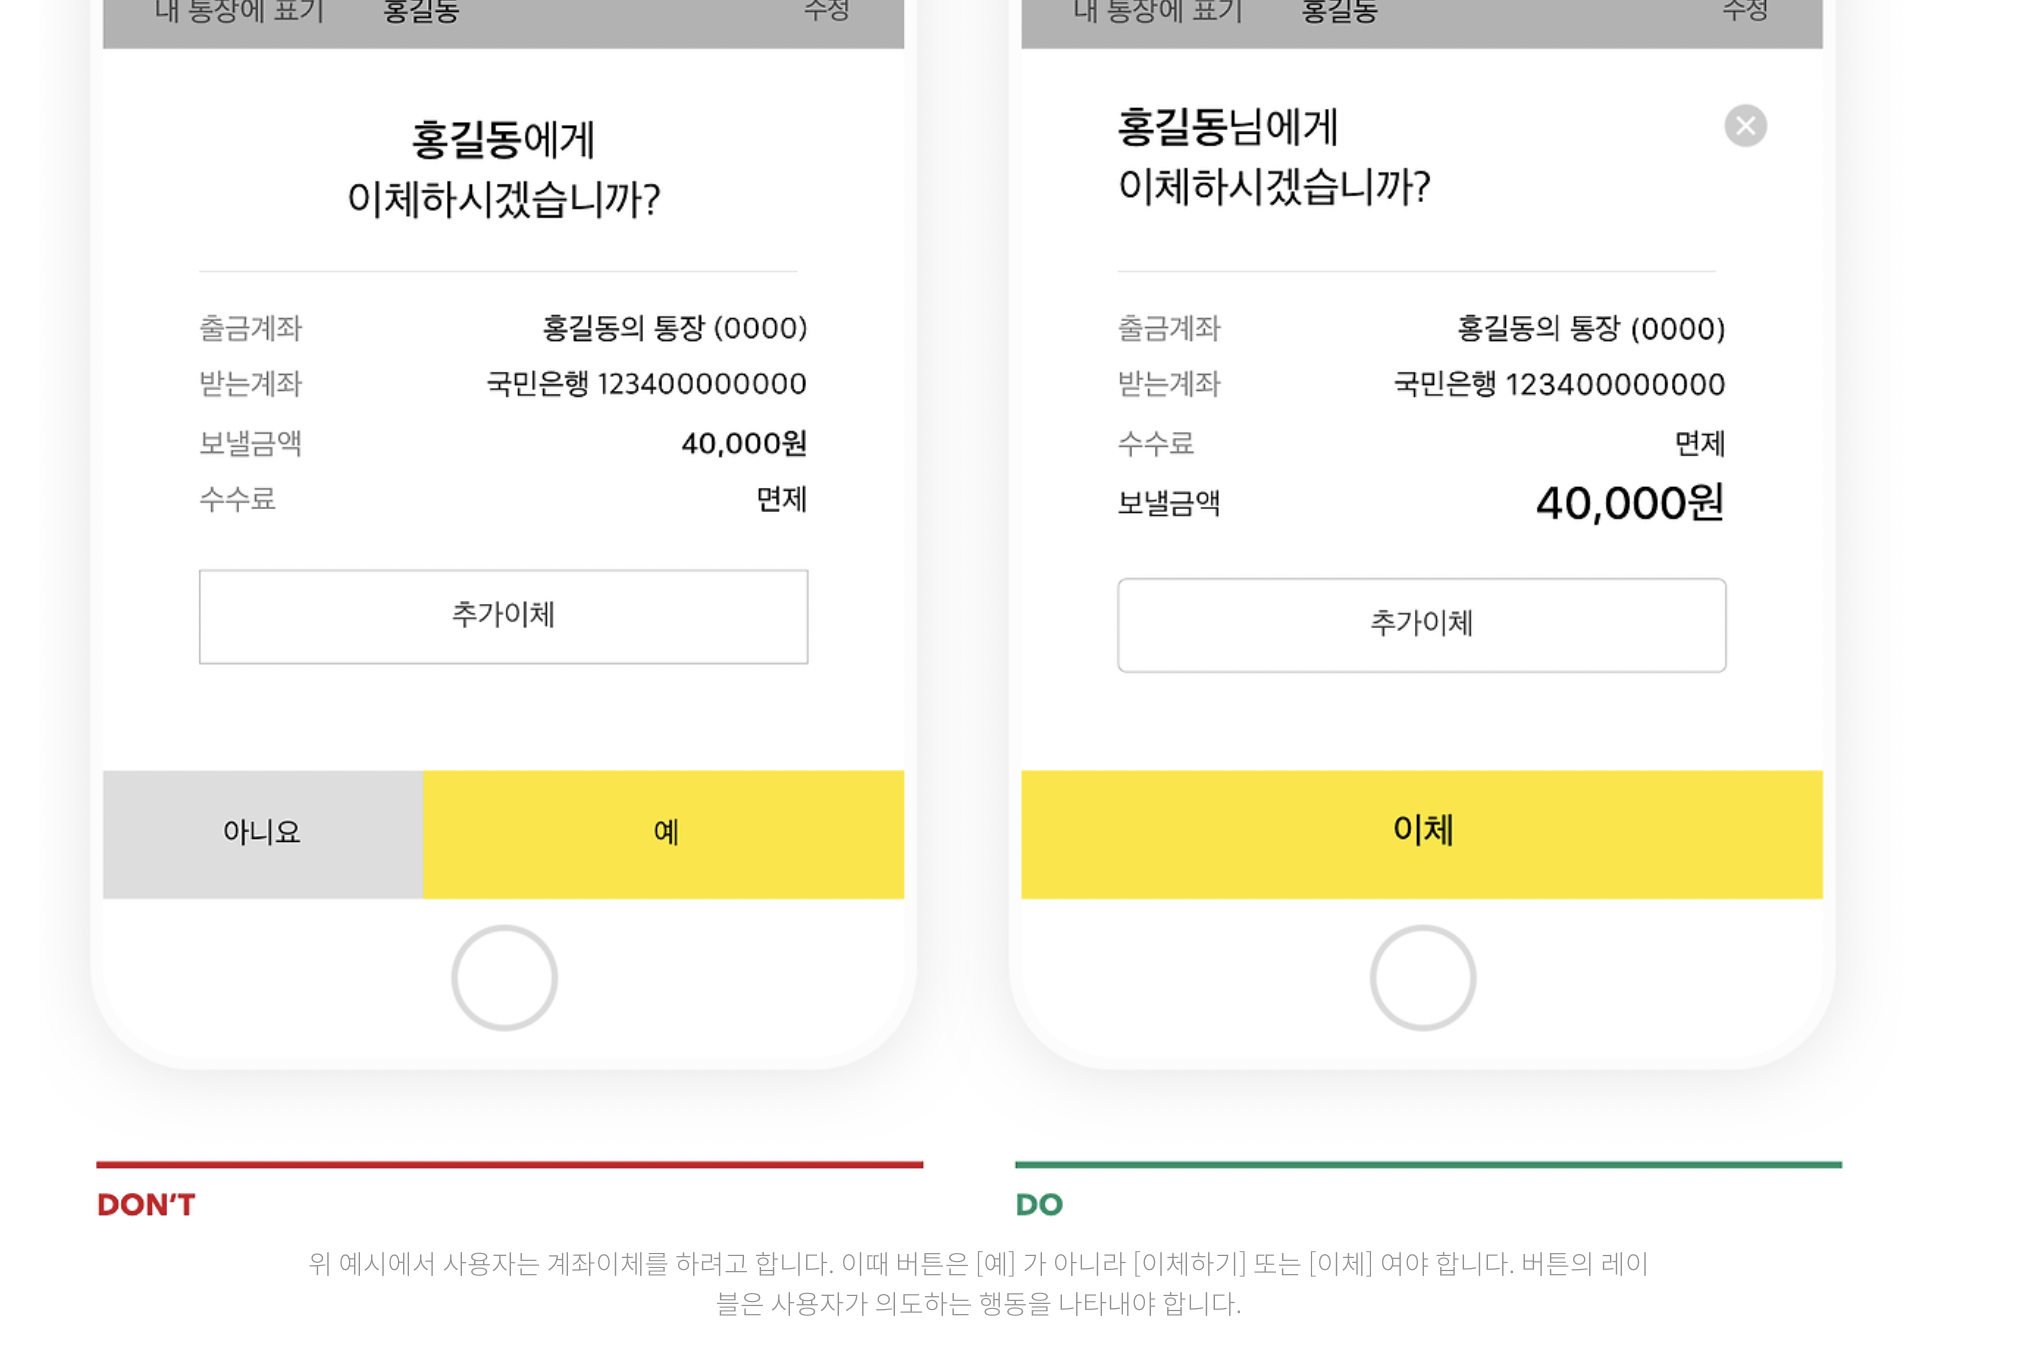 내 통장에 표기 홍길동 수정
홍길동에게
이체하시겠습니까?
출금계좌 홍길동의 통장 (0000)
받는계좌 국민은행 123400000000
보낼금액 40,000원
수수료 면제
추가이체
아니요 예
DON'T
내 통장에 표기 홍길동 수정
홍길동님에게
이체하시겠습니까?
출금계좌 홍길동의 통장 (0000)
받는계좌 국민은행 123400000000
수수료 면제
보낼금액 40,000원
추가이체
이체
DO
위 예시에서 사용자는 계좌이체를 하려고 합니다. 이때 버튼은 [예] 가 아니라 [이체하기] 또는 [이체] 여야 합니다. 버튼의 레이
블은 사용자가 의도하는 행동을 나타내야 합니다.